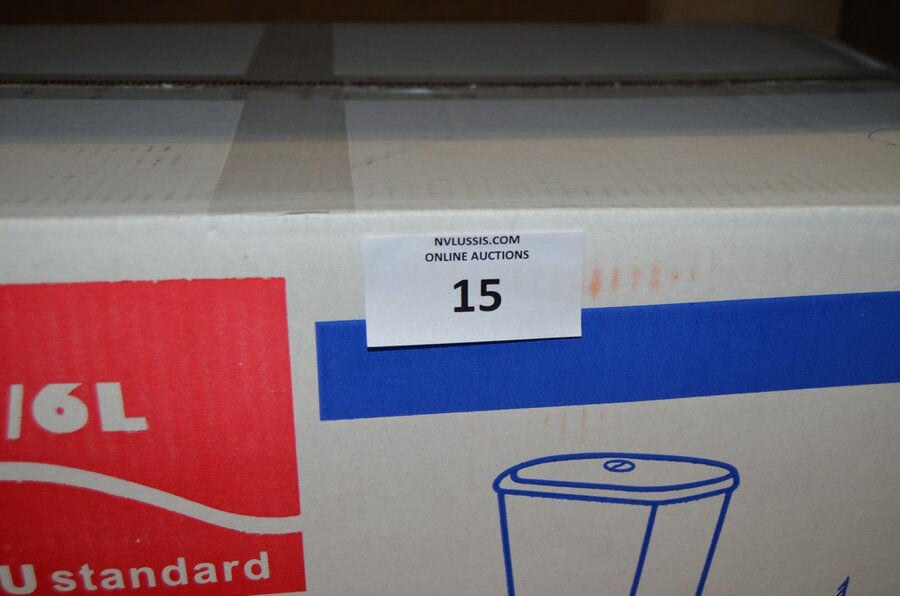 NVLUSSIS.COM
ONLINE AUCTIONS
15
/6L
U standard